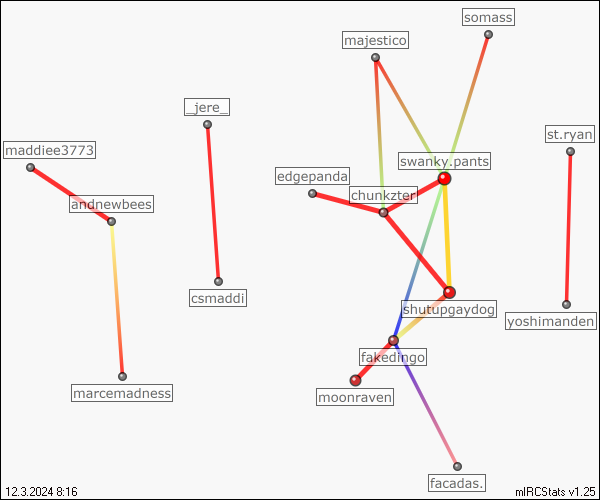 somass
majestico
_jere_
st.ryan
maddiee3773
swanky.pants
edgepanda
chunkzter
andnewbees
csmaddi
shutupgaydog
yoshimanden
fakedingo
marcemadness
moonraven
facadas.
12.3.2024 8:16
mIRCStats v1.25